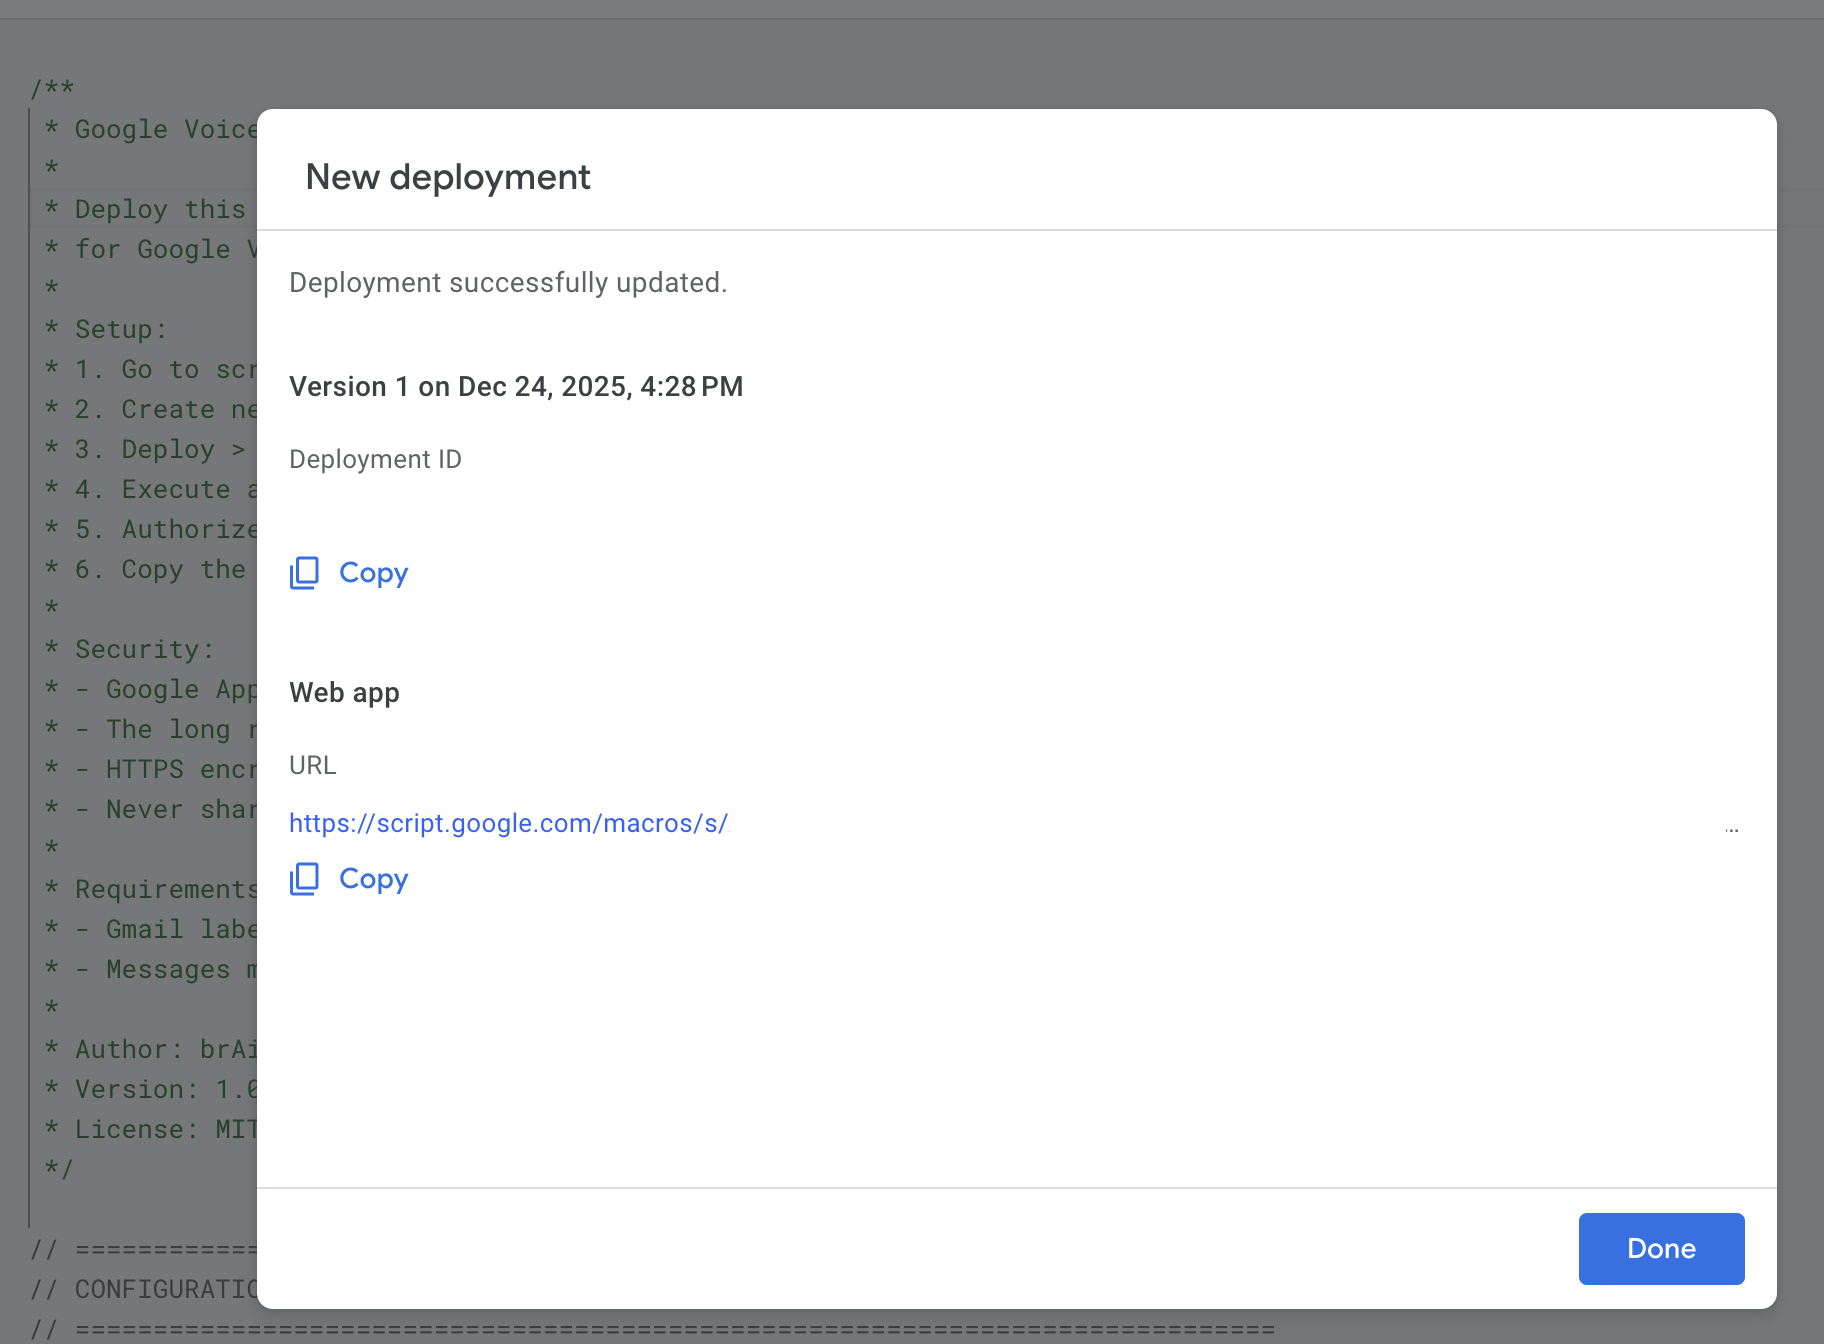 /**
* Google Voice
*
* Deploy this
* for Google V
*
* Setup:
* 1. Go to scr
* 2. Create ne
* 3. Deploy >
* 4. Execute a
* 5. Authorize
* 6. Copy the
*
* Security:
* - Google App
* - The long r
* - HTTPS encr
* - Never shar
*
* Requirements
* - Gmail labe
* - Messages m
*
* Author: brAi
* Version: 1.0
* License: MIT
*/
// ============
// CONFIGURATIO
// =============================================================================
New deployment
Deployment successfully updated.
Version 1 on Dec 24, 2025, 4:28 PM
Deployment ID
Copy
Web app
URL
https://script.google.com/macros/s/ ...
Copy
Done